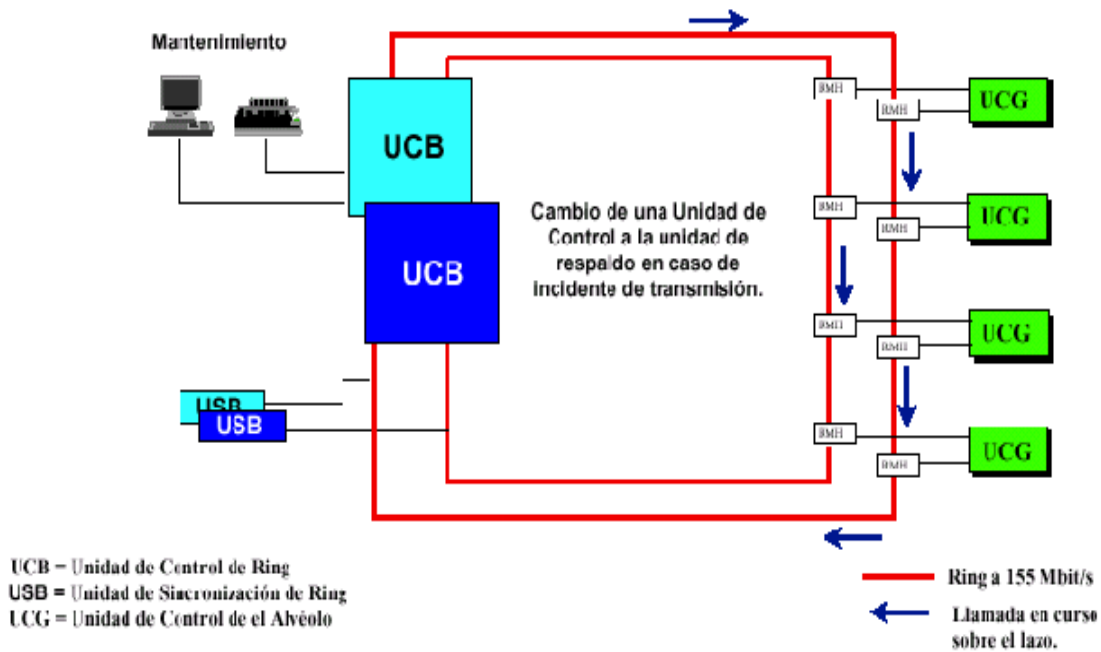 Mantenimiento
UCB
UCB
Cambio de una Unidad de
Control a la unidad de
respaldo en caso de
incidente de transmisión.
USB
USB
RMH
RMH
UCG
RMH
RMH
UCG
RMH
RMH
UCG
RMH
RMH
UCG
UCB = Unidad de Control de Ring
USB = Unidad de Sincronización de Ring
UCG = Unidad de Control de el Alvéolo
Ring a 155 Mbit/s
Llamada en curso
sobre el lazo.